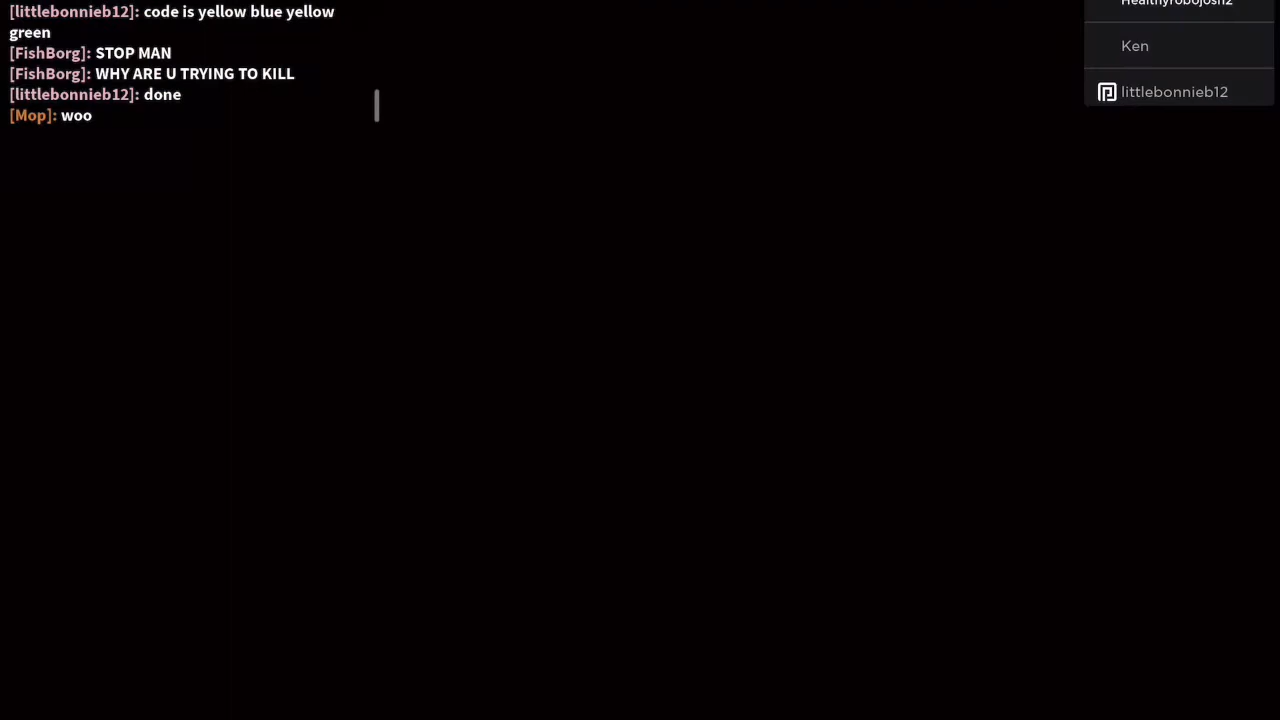 [littlebonnieb12]: code is yellow blue yellow
green
[FishBorg]: STOP MAN
[FishBorg]: WHY ARE U TRYING TO KILL
[littlebonnieb12]: done
[Mop]: woo
Healthyrobojosh2
Ken
littlebonnieb12